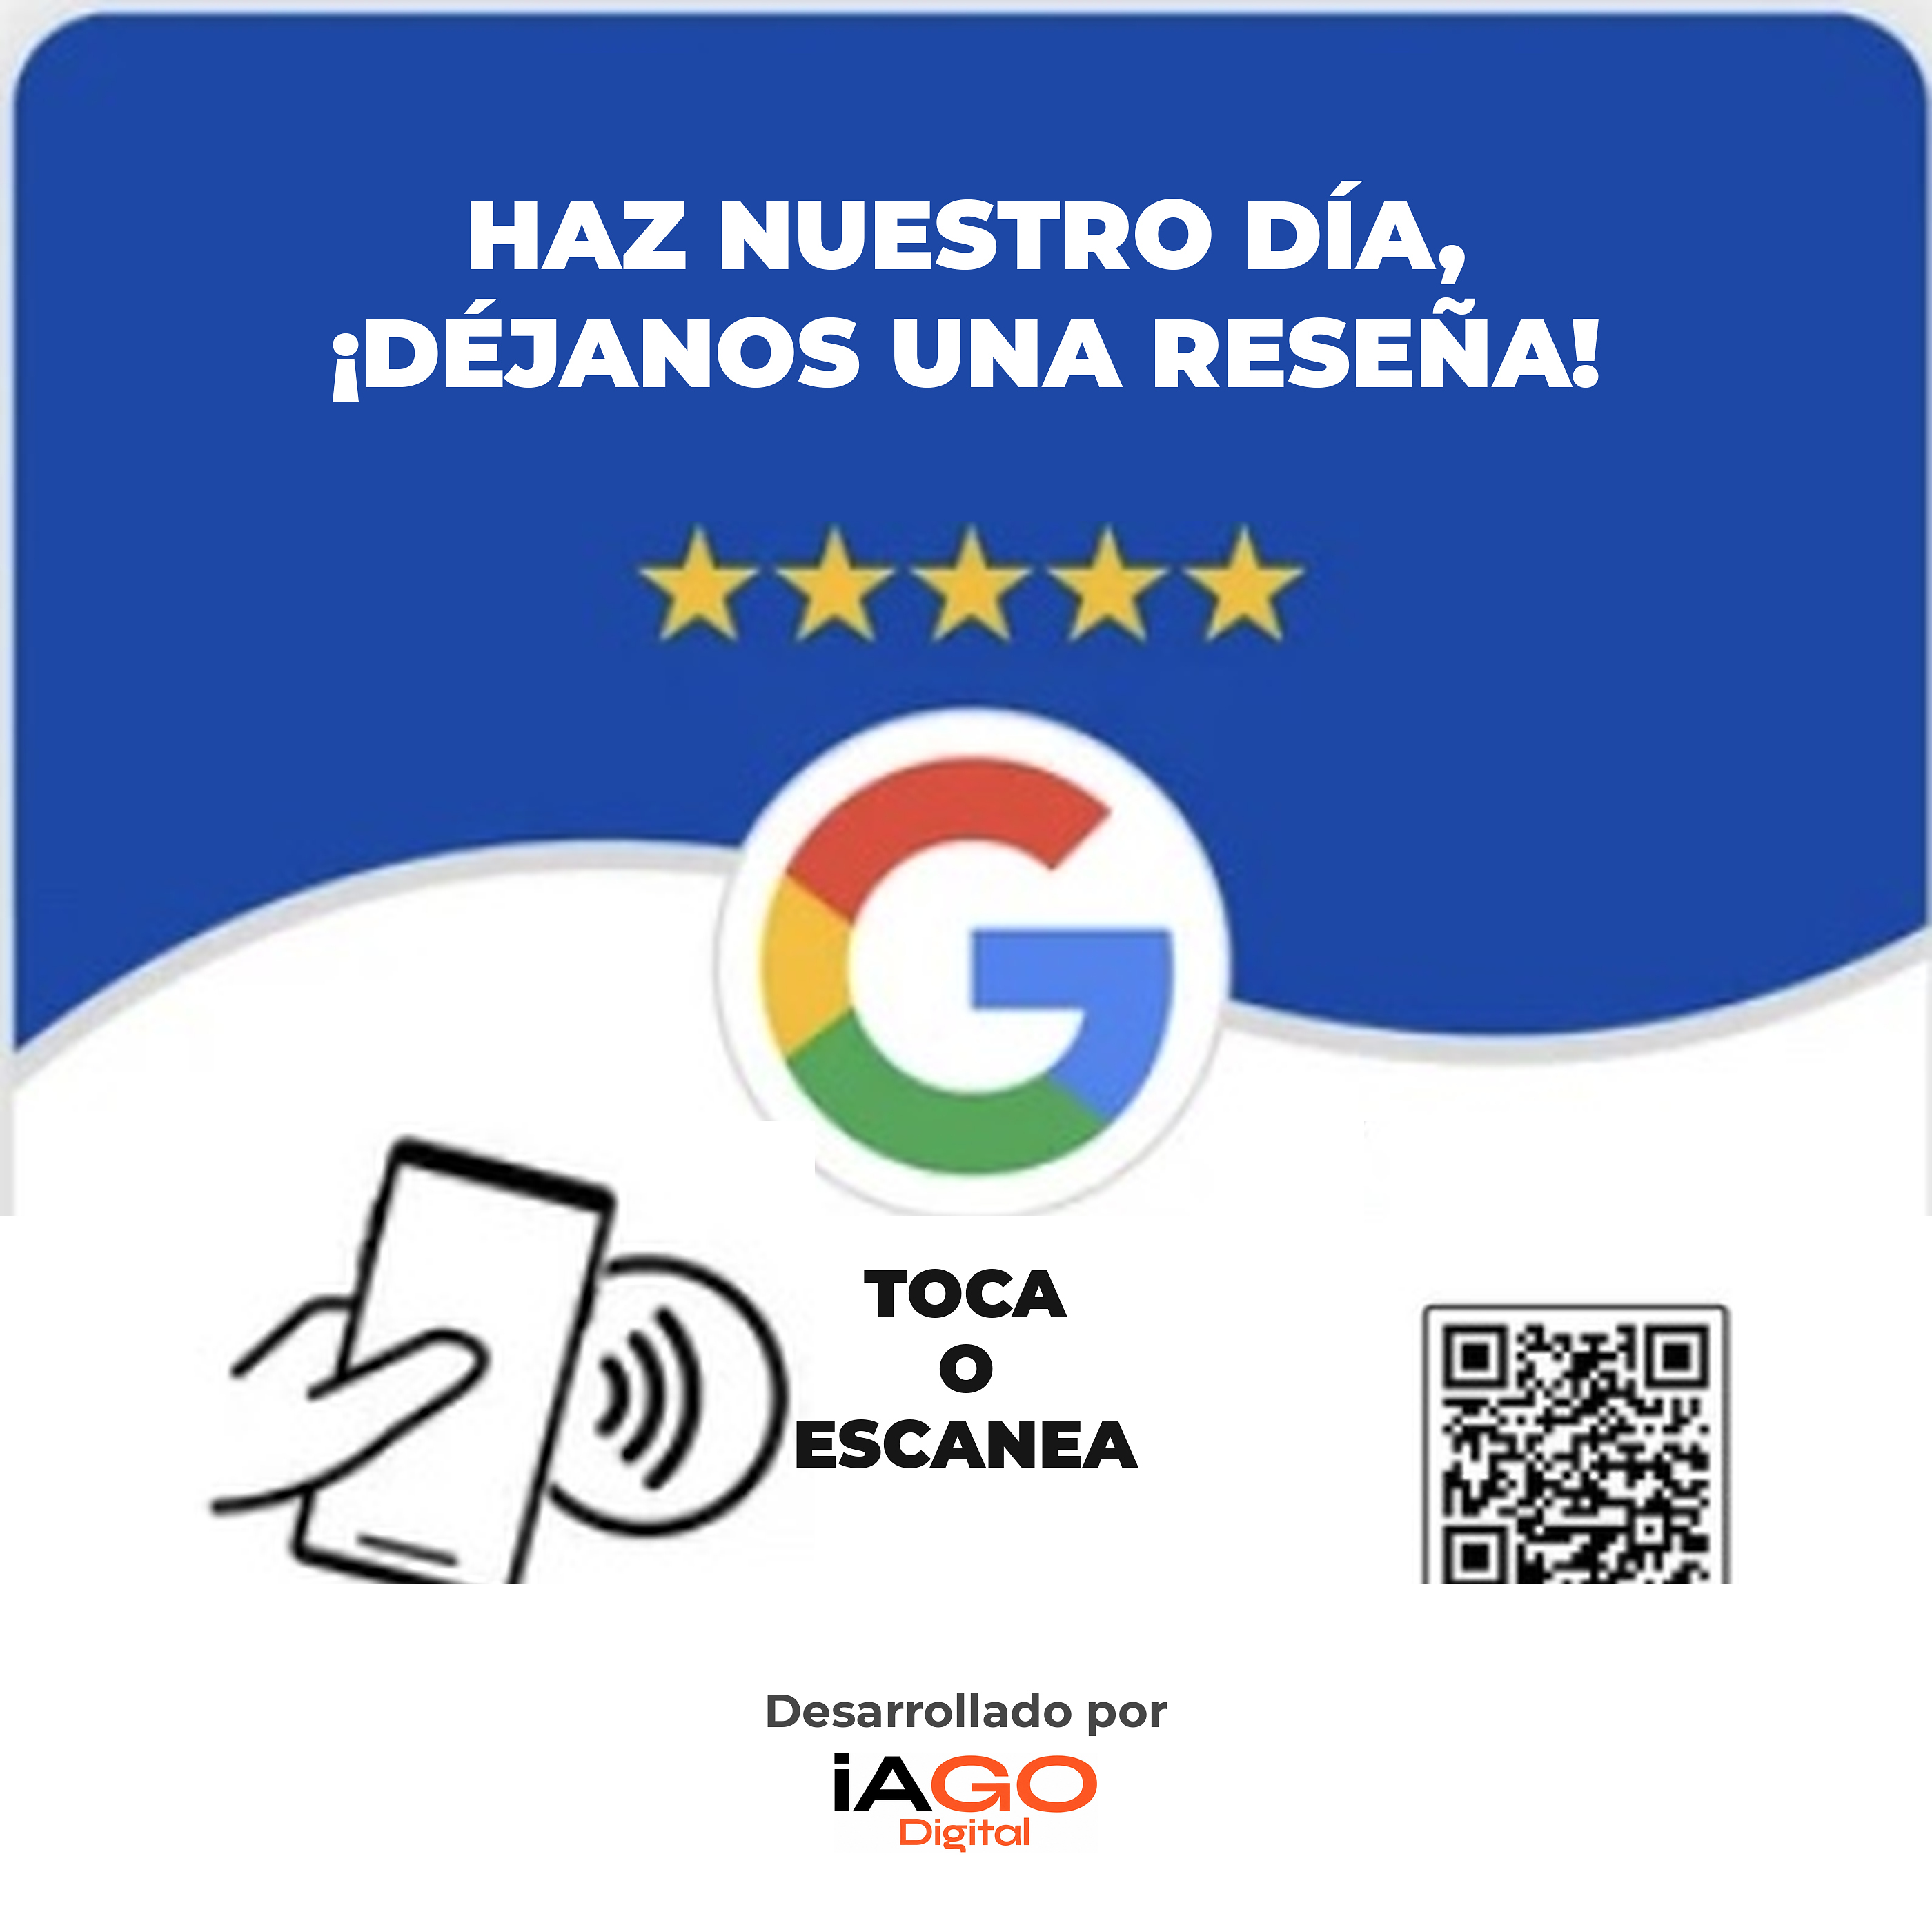 HAZ NUESTRO DÍA,
¡DÉJANOS UNA RESEÑA!
G
TOCA
O
ESCANEA
Desarrollado por
iAGO
Digital